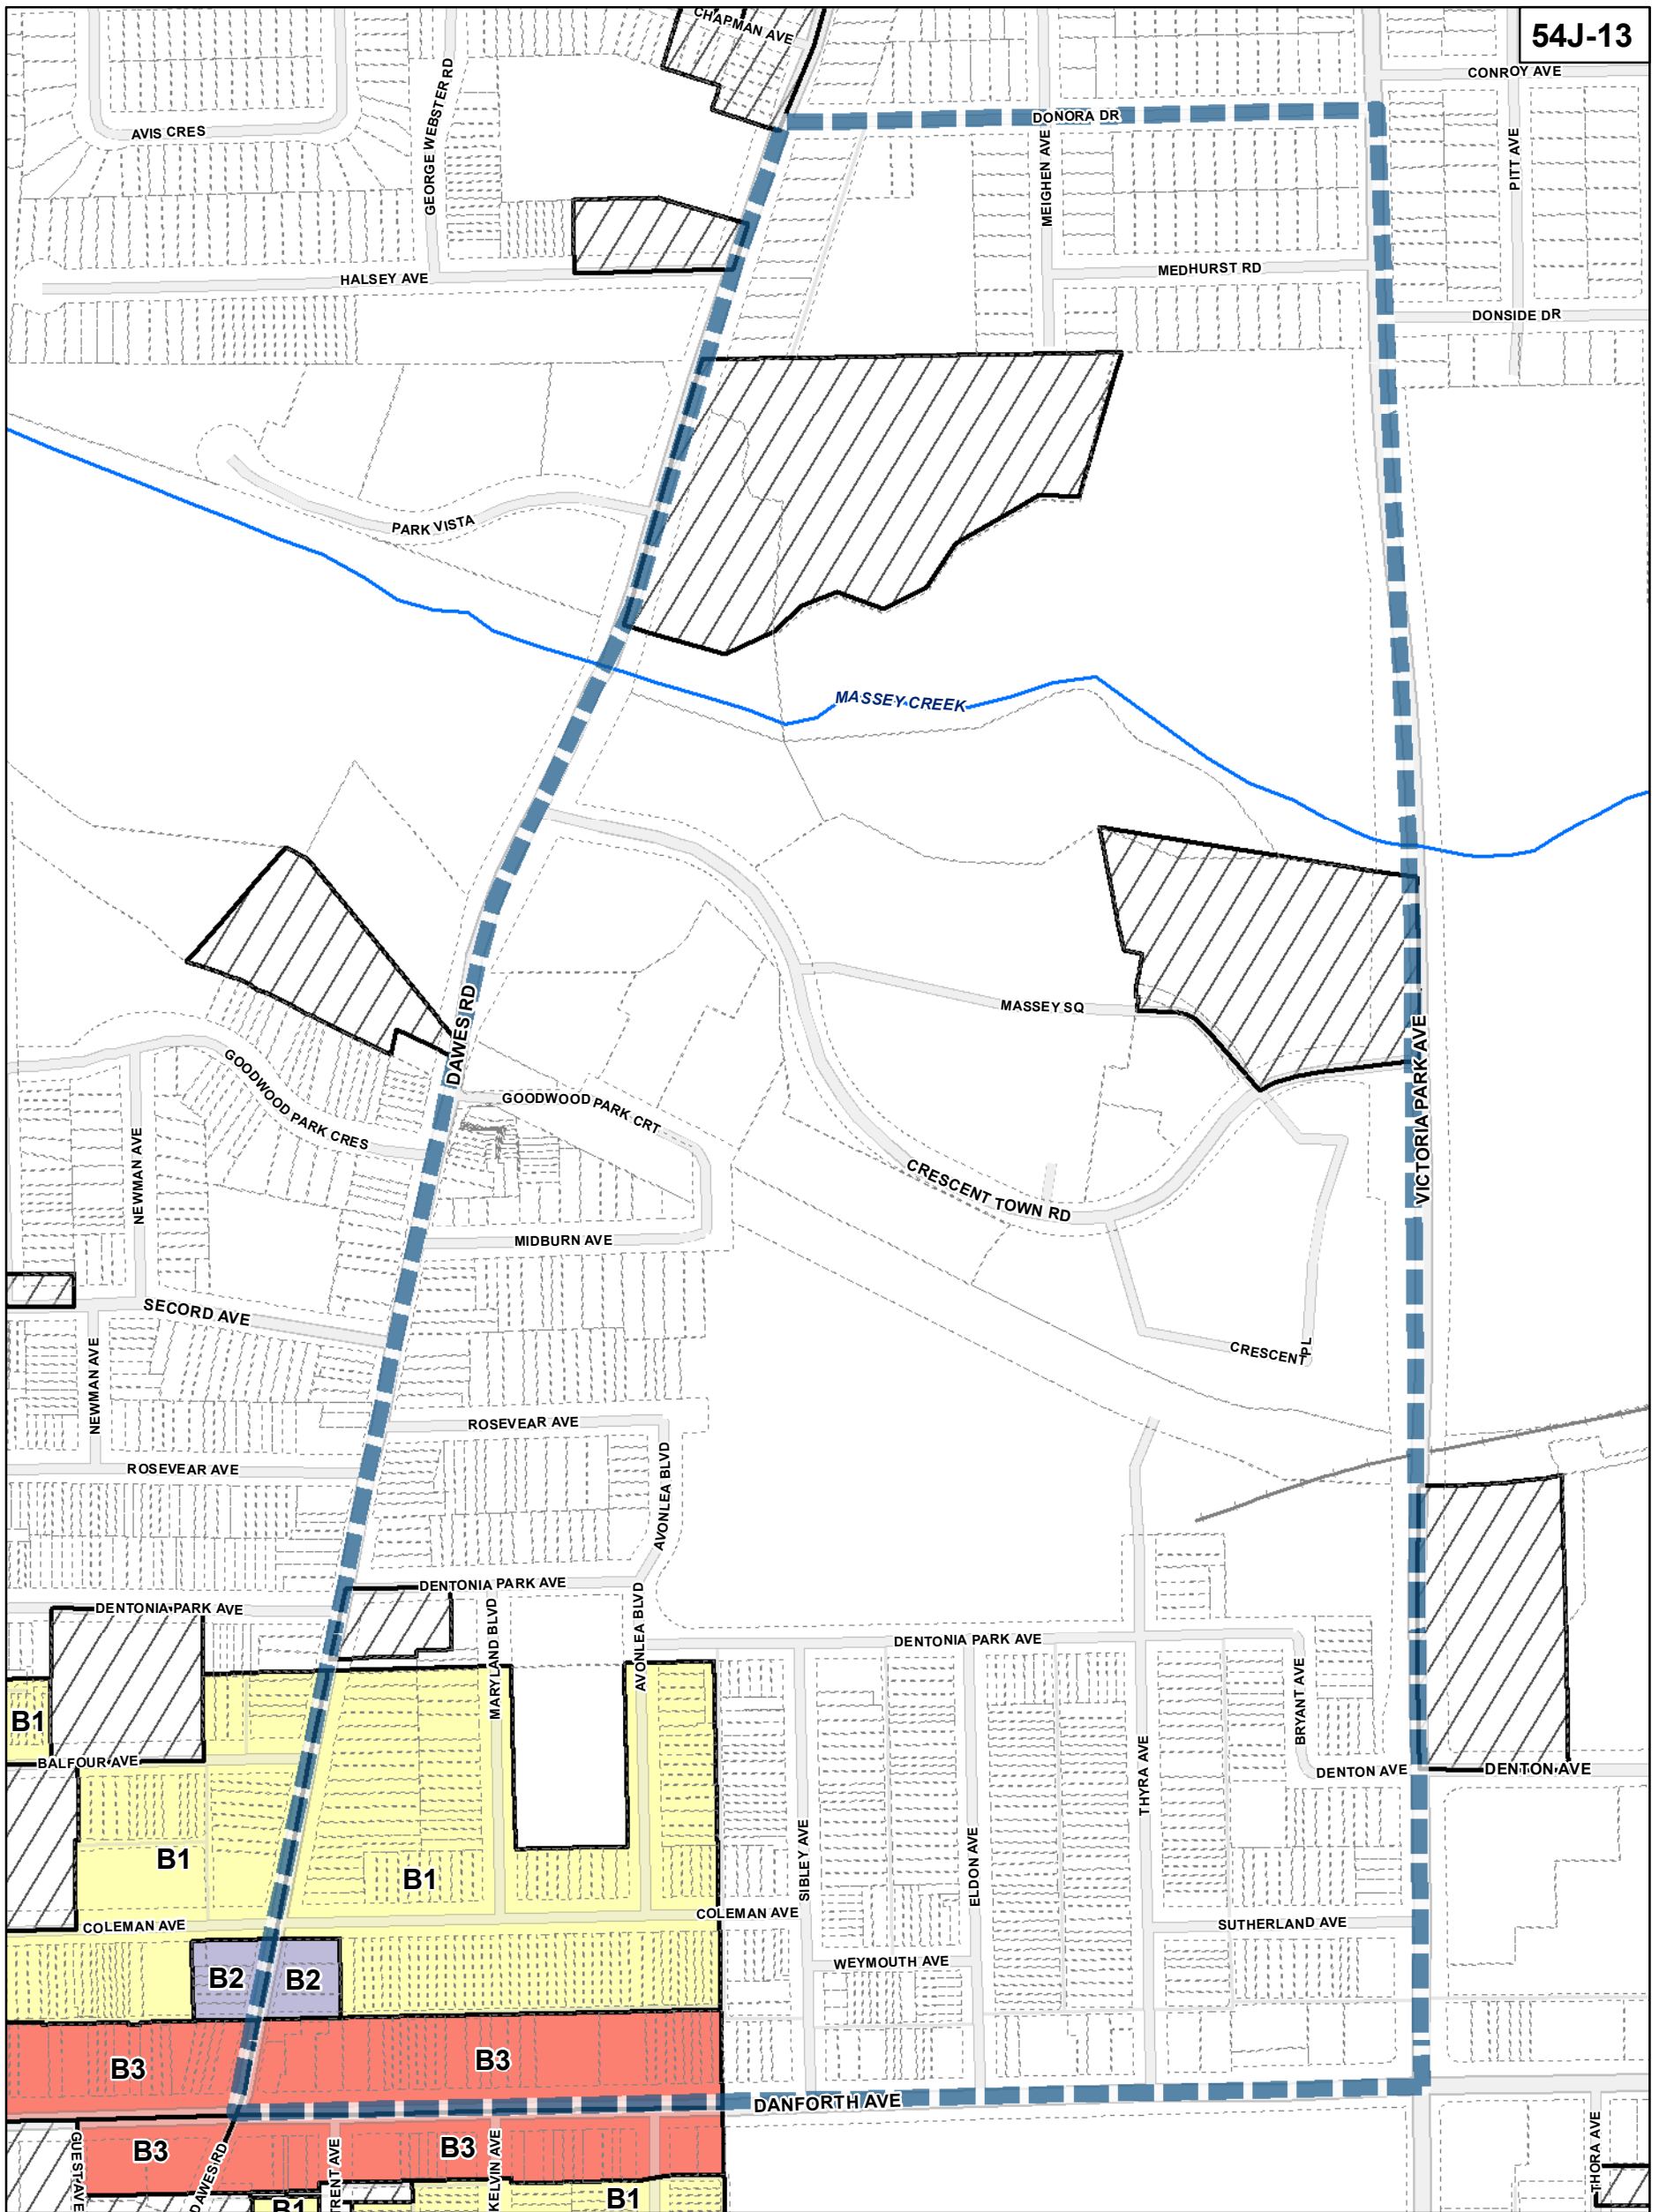 54J-13
CHAPMAN AVE
CONROY AVE
DONORA DR
AVIS CRES
GEORGE WEBSTER RD
MEIGHEN AVE
PITT AVE
MEDHURST RD
HALSEY AVE
DONSIDE DR
PARK VISTA
MASSEY CREEK
MASSEY SQ
DAWES RD
VICTORIA PARK AVE
GOODWOOD PARK CRES
GOODWOOD PARK CRT
NEWMAN AVE
CRESCENT TOWN RD
MIDBURN AVE
SECORD AVE
CRESCENT PL
NEWMAN AVE
ROSEVEAR AVE
ROSEVEAR AVE
AVONLEA BLVD
DENTONIA PARK AVE
DENTONIA PARK AVE
MARYLAND BLVD
AVONLEA BLVD
DENTONIA PARK AVE
BRYANT AVE
B1
BALFOUR AVE
THYRA AVE
DENTON AVE
DENTON AVE
B1
B1
SIBLEY AVE
ELDON AVE
COLEMAN AVE
COLEMAN AVE
SUTHERLAND AVE
WEYMOUTH AVE
B2
B2
B3
B3
DANFORTH AVE
GUEST AVE
B3
DAWES RD
TRENT AVE
B3
KELVIN AVE
THORA AVE
B1
B1